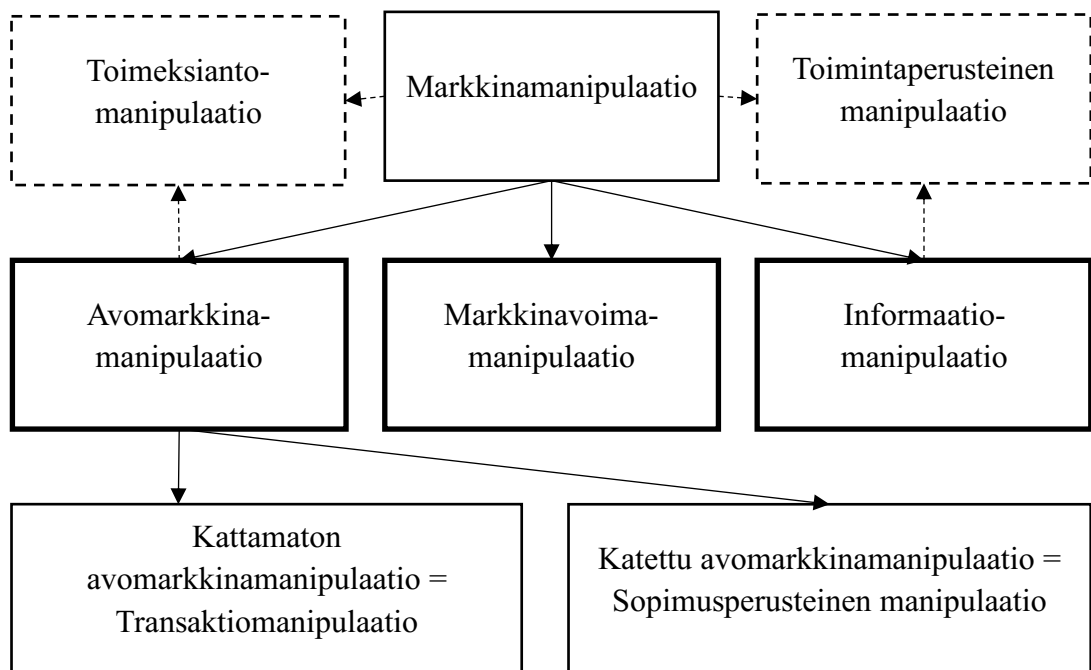 Toimeksianto-
manipulaatio
Markkinamanipulaatio
Toimintaperusteinen
manipulaatio
Avomarkkina-
manipulaatio
Markkinavoima-
manipulaatio
Informaatio-
manipulaatio
Kattamaton
avomarkkinamanipulaatio =
Transaktiomanipulaatio
Katettu avomarkkinamanipulaatio =
Sopimusperusteinen manipulaatio